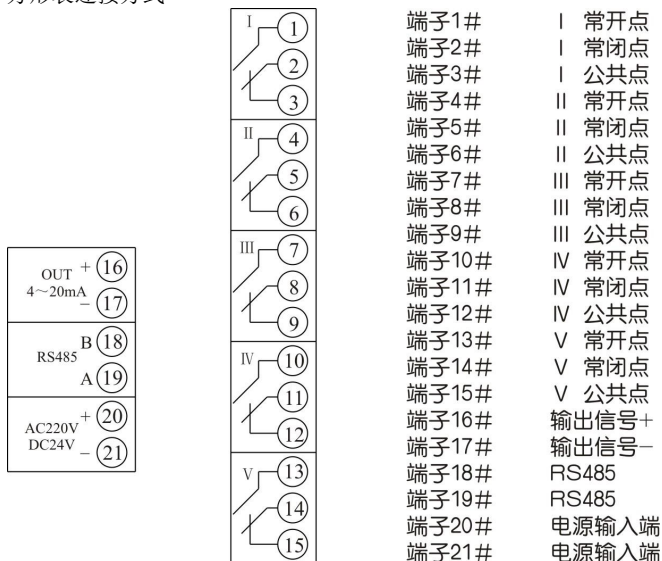 I
1
2
3
II
4
5
6
III
7
8
9
IV
10
11
12
V
13
14
15
OUT
4～20mA
+ 16
− 17
RS485
B 18
A 19
AC220V
DC24V
+ 20
− 21
端子1# I 常开点
端子2# I 常闭点
端子3# I 公共点
端子4# II 常开点
端子5# II 常闭点
端子6# II 公共点
端子7# III 常开点
端子8# III 常闭点
端子9# III 公共点
端子10# IV 常开点
端子11# IV 常闭点
端子12# IV 公共点
端子13# V 常开点
端子14# V 常闭点
端子15# V 公共点
端子16# 输出信号+
端子17# 输出信号−
端子18# RS485
端子19# RS485
端子20# 电源输入端
端子21# 电源输入端